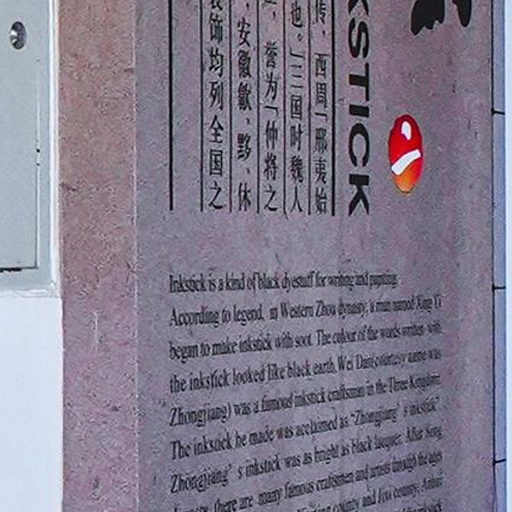 传，西周「邢夷始
也。」三国时魏人
誉为「仲将之
、安徽歙、黟、休
饰均列全国之
KSTICK
Inkstick is a kind of black dyestuff for writing and painting.
According to legend, in Western Zhou dynasty, a man named Xing Yi
began to make inkstick with soot. The colour of the words written with
the inkstick looked like black earth. Wei Dan(courtesy name was
Zhongjiang) was a famous inkstick craftsman in the Three Kingdom.
The inkstick he made was acclaimed as "Zhongjiang' s inkstick".
Zhongjiang' s inkstick was as bright as black lacquer. After Song
there are many famous craftsmen and artists through the ages
county and county, Anhui